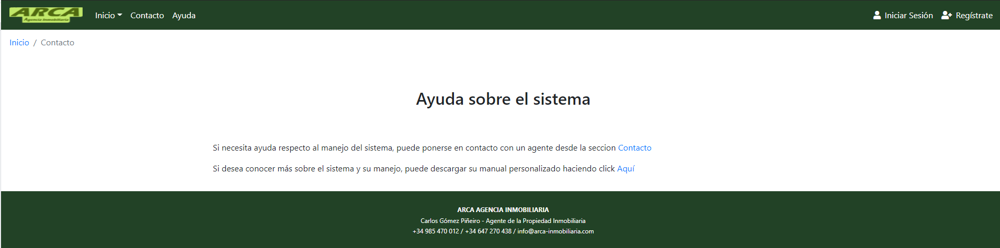 ARCA
Agencia Inmobiliaria
Inicio Contacto Ayuda Iniciar Sesión Regístrate
Inicio / Contacto
Ayuda sobre el sistema
Si necesita ayuda respecto al manejo del sistema, puede ponerse en contacto con un agente desde la seccion Contacto
Si desea conocer más sobre el sistema y su manejo, puede descargar su manual personalizado haciendo click Aquí
ARCA AGENCIA INMOBILIARIA
Carlos Gómez Piñeiro - Agente de la Propiedad Inmobiliaria
+34 985 470 012 / +34 647 270 438 / info@arca-inmobiliaria.com